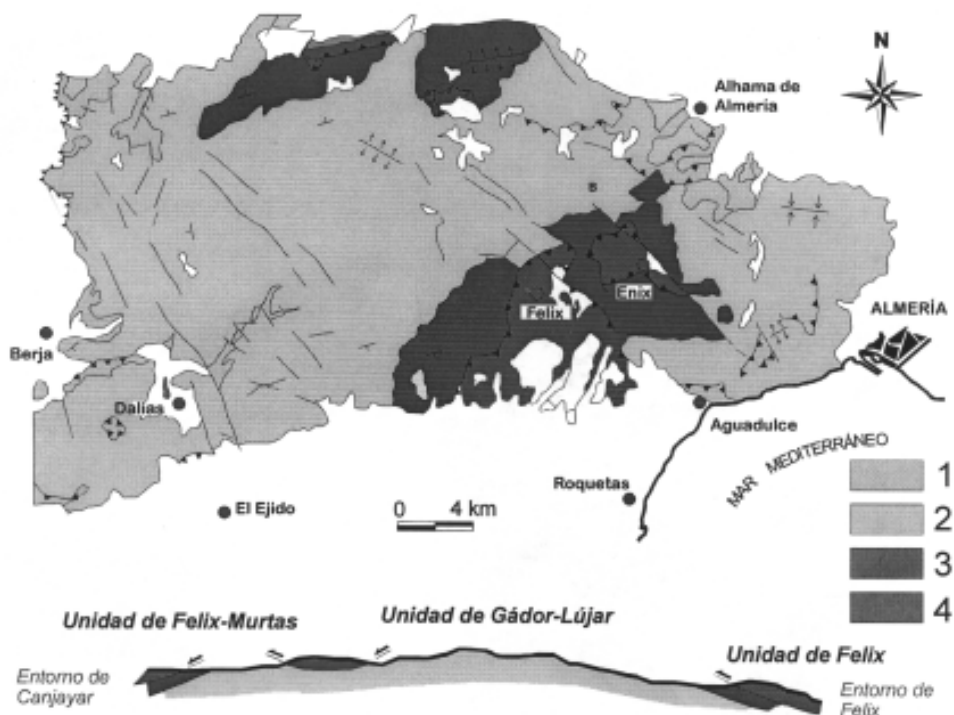 N
Alhama de
Almería
B
Felix
Enix
ALMERÍA
Berja
Dalias
Aguadulce
MAR MEDITERRÁNEO
Roquetas
El Ejido
0 4 km
1
2
3
4
Unidad de Felix-Murtas
Unidad de Gádor-Lújar
Unidad de Felix
Entorno de
Canjayar
Entorno de
Felix